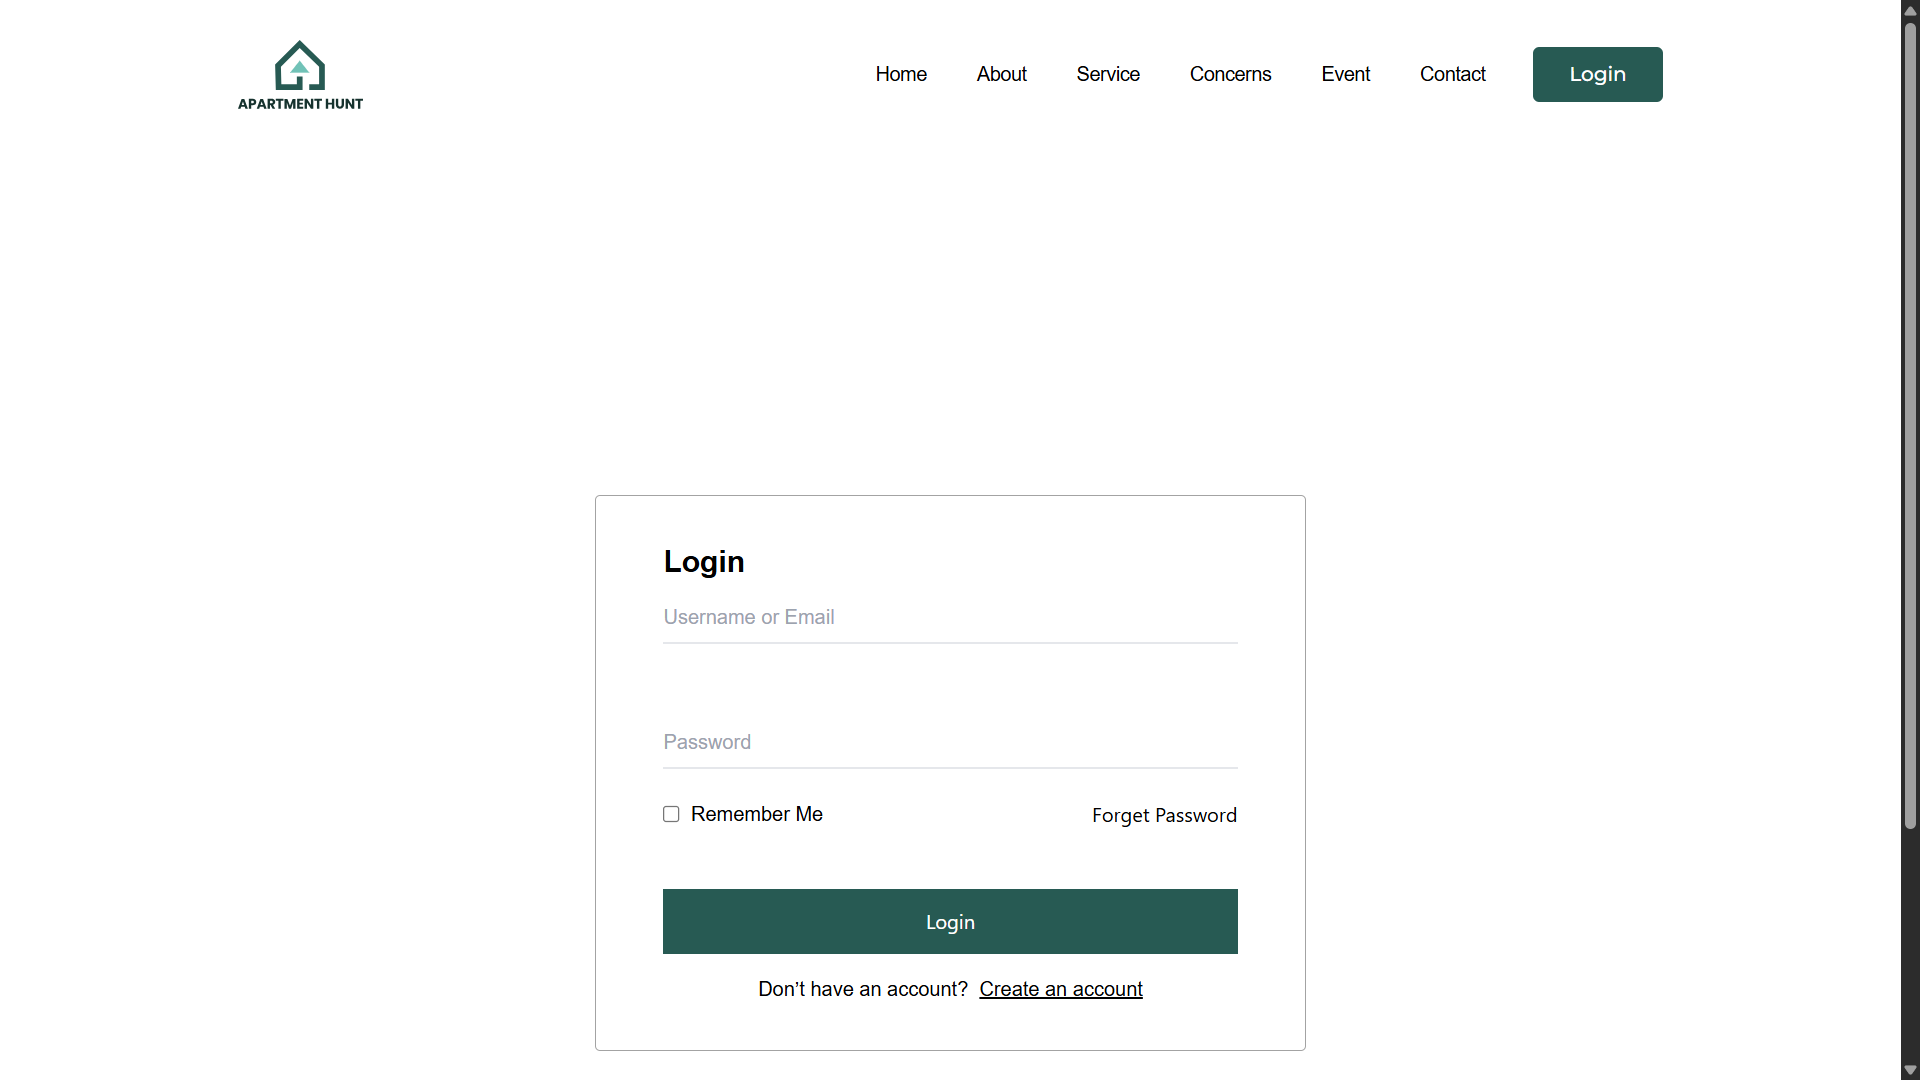 APARTMENT HUNT
Home About Service Concerns Event Contact Login
Login
Username or Email
Password
Remember Me Forget Password
Login
Don’t have an account? Create an account